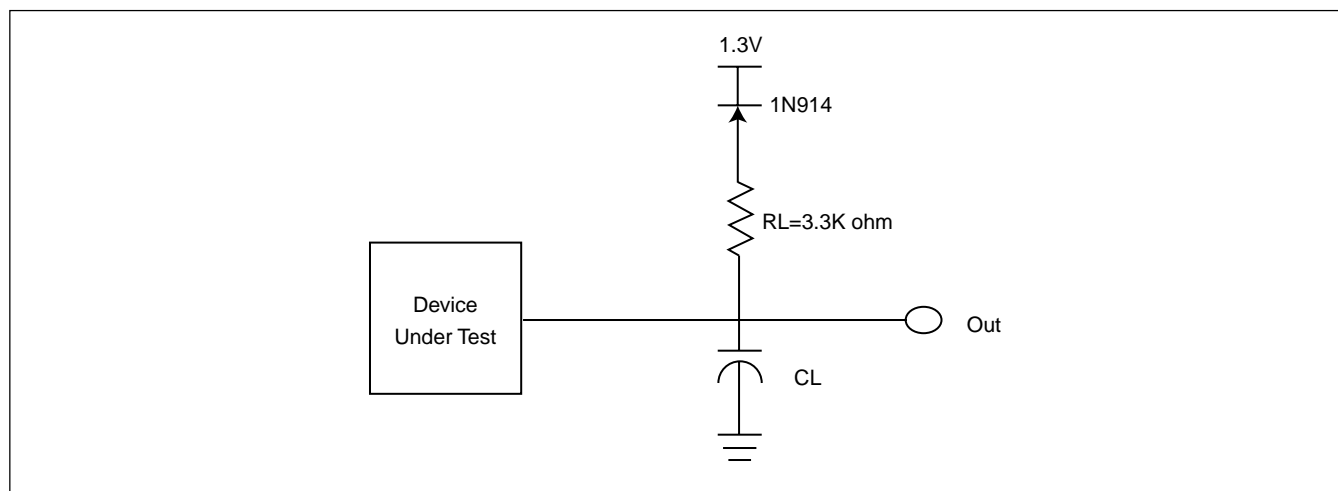 1.3V
1N914
RL=3.3K ohm
Device
Under Test
Out
CL